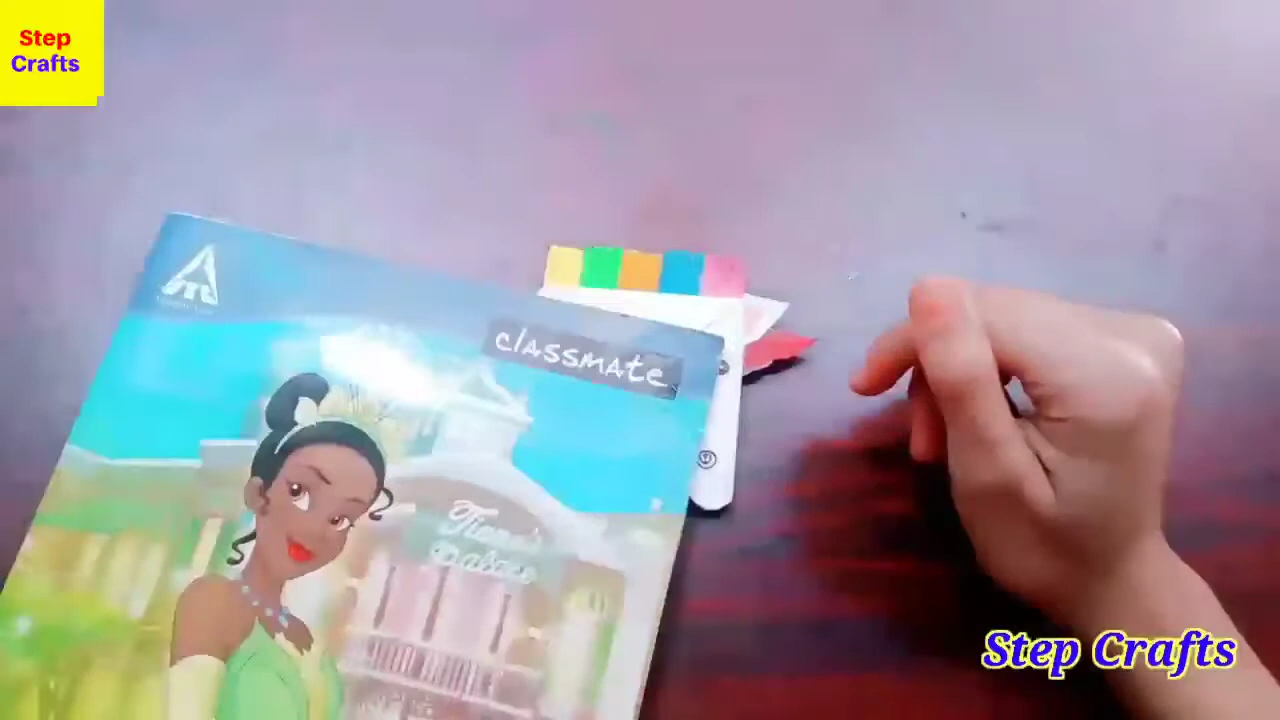 Step
Crafts
classmate
Tiana's
Palace
Step Crafts